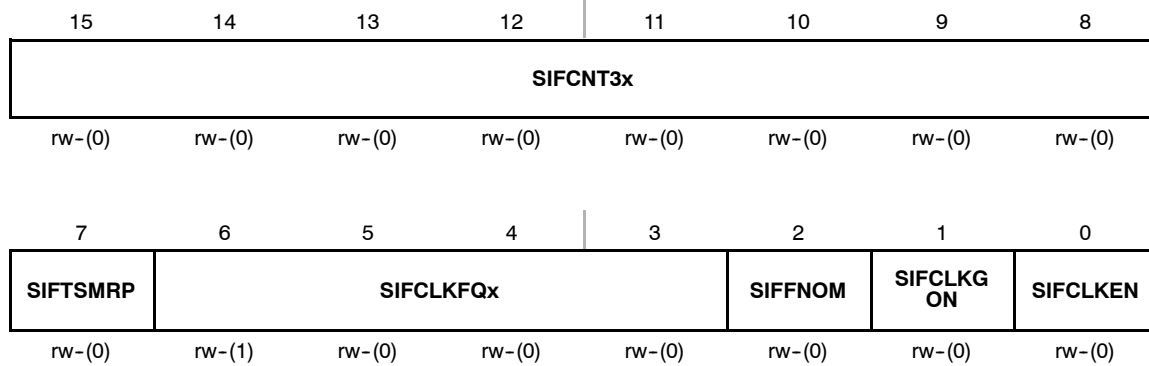 15 14 13 12 11 10 9 8
SIFCNT3x
rw-(0) rw-(0) rw-(0) rw-(0) rw-(0) rw-(0) rw-(0) rw-(0)
7 6 5 4 3 2 1 0
SIFTSMRP SIFCLKFQx SIFFNOM SIFCLKG SIFCLKEN
ON
rw-(0) rw-(1) rw-(0) rw-(0) rw-(0) rw-(0) rw-(0) rw-(0)